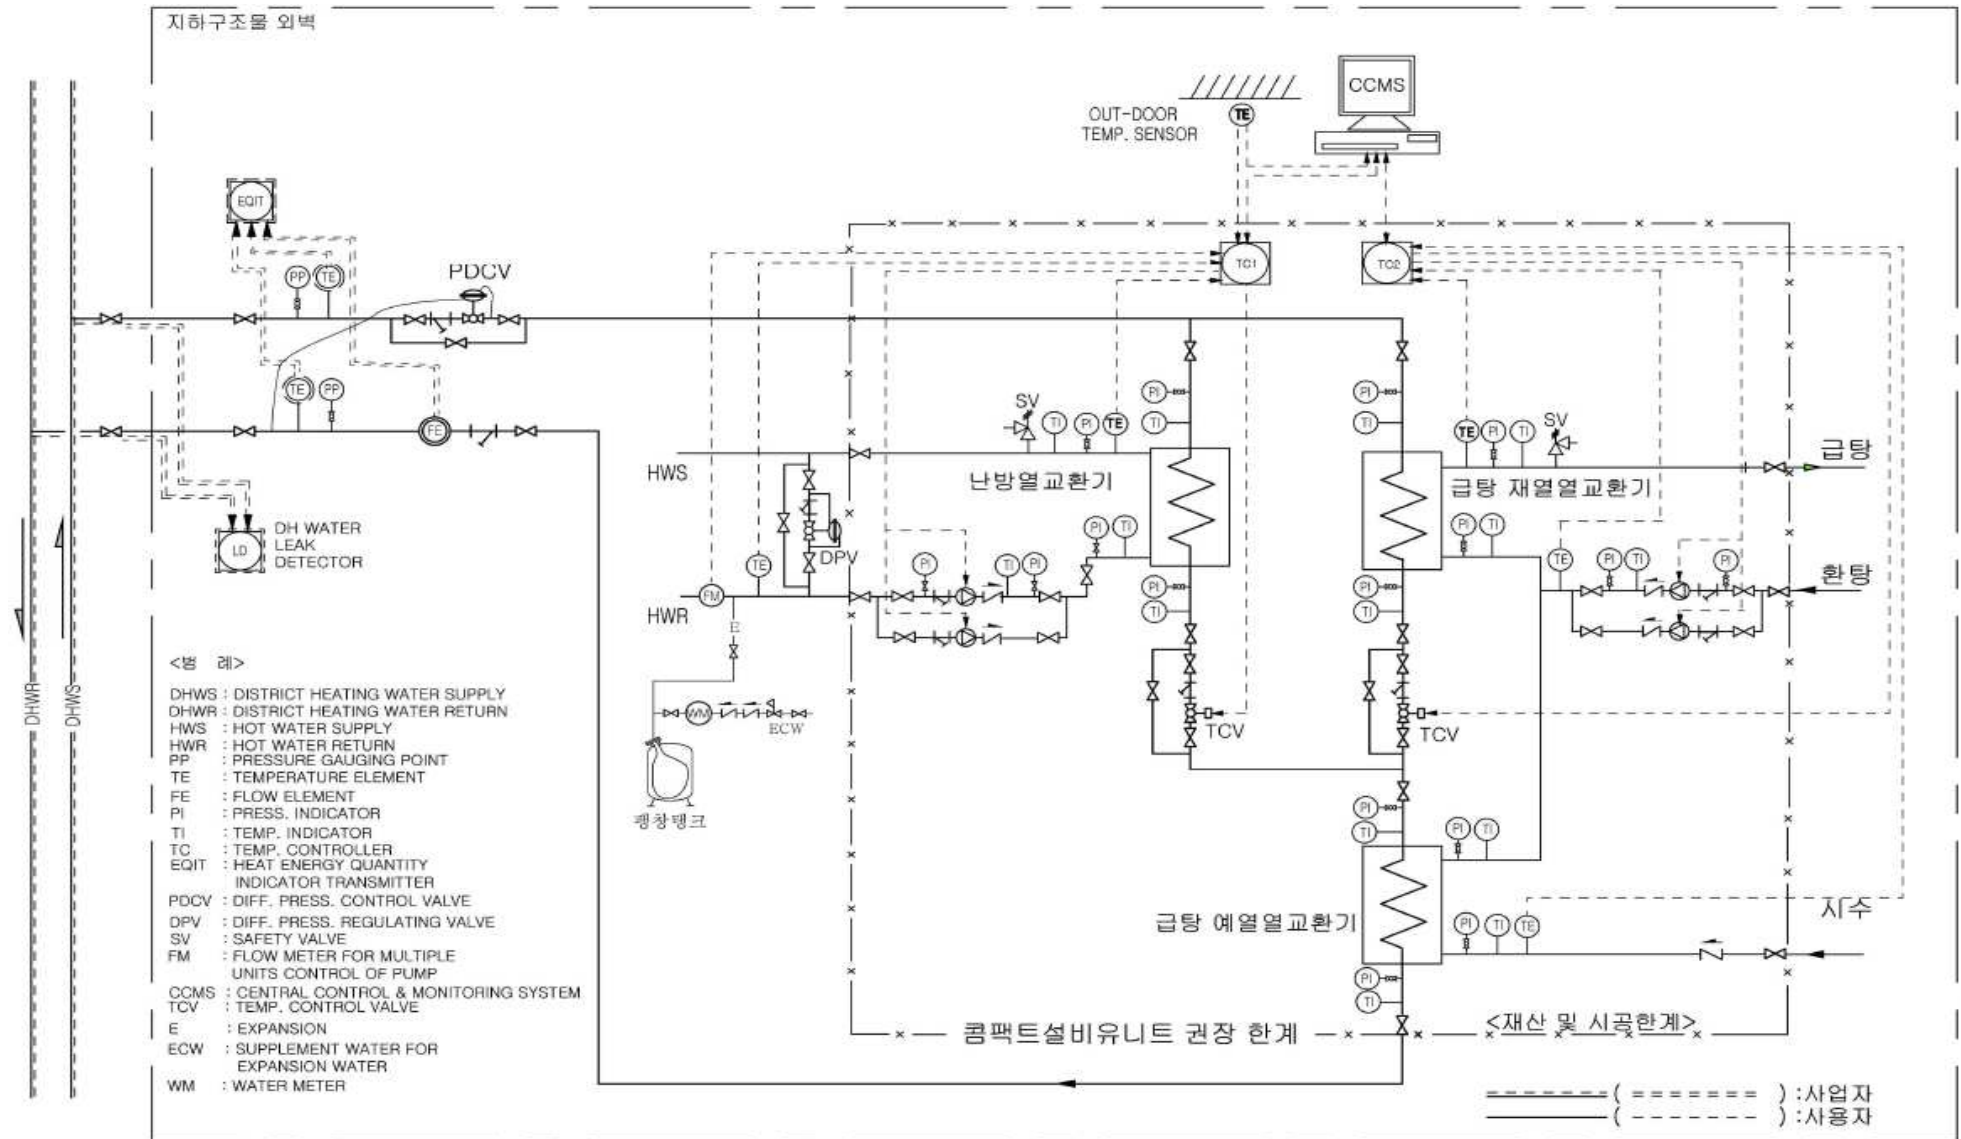 지하구조물 외벽
CCMS
OUT-DOOR
TEMP. SENSOR
TE
EQIT
PP
TE
PDCV
TC1
TC2
TE
PP
FE
PI
TI
PI
TI
SV
TI
PI
TE
TE
PI
TI
SV
HWS
난방열교환기
급탕 재열열교환기
급탕
LD
DH WATER
LEAK
DETECTOR
DPV
PI
TI
PI
TI
TE
PI
TI
PI
TE
PI
TI
PI
환탕
HWR
FM
PI
TI
PI
TI
E
WM
ECW
TCV
TCV
팽창탱크
DHWR
DHWS
<범 례>
DHWS : DISTRICT HEATING WATER SUPPLY
DHWR : DISTRICT HEATING WATER RETURN
HWS : HOT WATER SUPPLY
HWR : HOT WATER RETURN
PP : PRESSURE GAUGING POINT
TE : TEMPERATURE ELEMENT
FE : FLOW ELEMENT
PI : PRESS. INDICATOR
TI : TEMP. INDICATOR
TC : TEMP. CONTROLLER
EQIT : HEAT ENERGY QUANTITY
INDICATOR TRANSMITTER
PDCV : DIFF. PRESS. CONTROL VALVE
DPV : DIFF. PRESS. REGULATING VALVE
SV : SAFETY VALVE
FM : FLOW METER FOR MULTIPLE
UNITS CONTROL OF PUMP
CCMS : CENTRAL CONTROL & MONITORING SYSTEM
TCV : TEMP. CONTROL VALVE
E : EXPANSION
ECW : SUPPLEMENT WATER FOR
EXPANSION WATER
WM : WATER METER
PI
TI
PI
TI
급탕 예열열교환기
PI
TI
TE
시수
PI
TI
콤팩트설비유니트 권장 한계
<재산 및 시공한계>
( ====== ) :사업자
( ------ ) :사용자